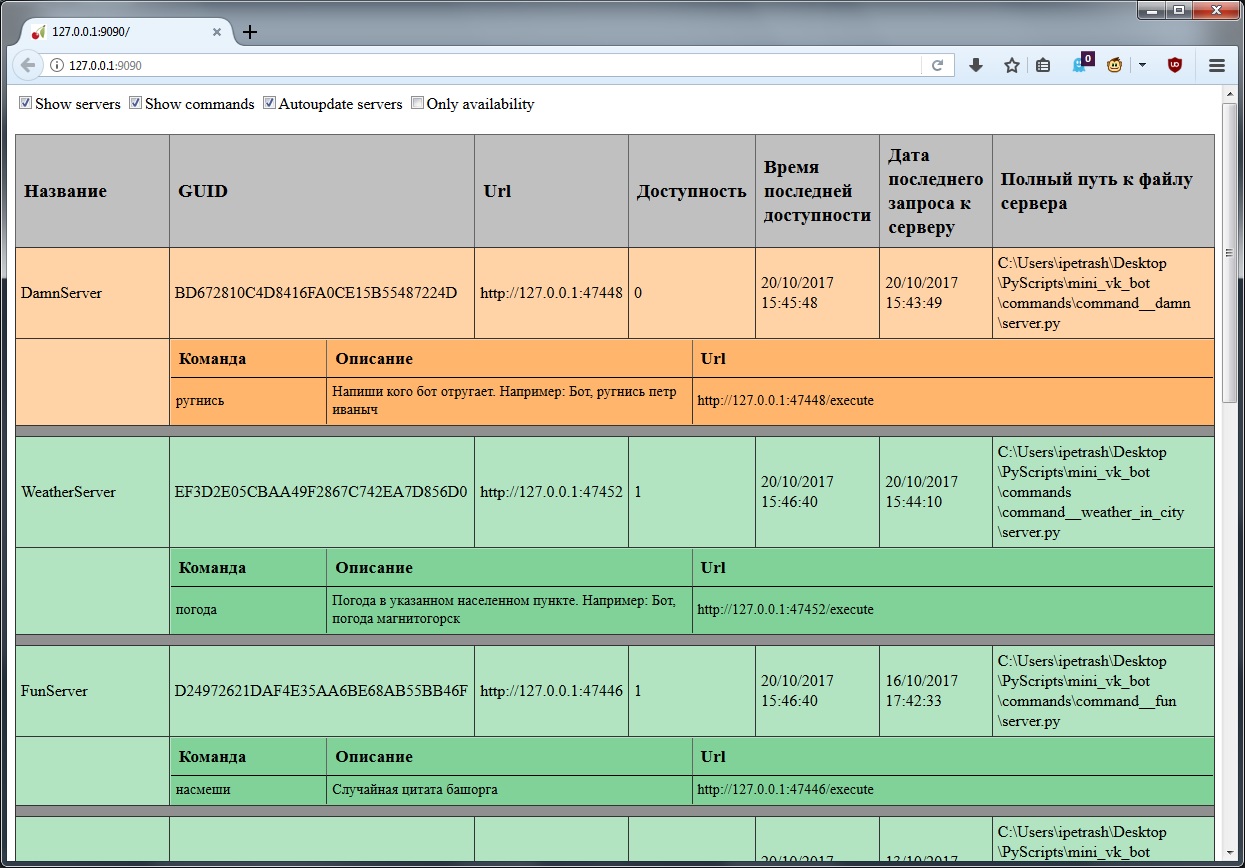 127.0.0.1:9090/
127.0.0.1:9090
0
Show servers Show commands Autoupdate servers Only availability
Название
GUID
Url
Доступность
Время
последней
доступности
Дата
последнего
запроса к
серверу
Полный путь к файлу
сервера
DamnServer
BD672810C4D8416FA0CE15B55487224D
http://127.0.0.1:47448
0
20/10/2017
15:45:48
20/10/2017
15:43:49
C:\Users\ipetrash\Desktop
\PyScripts\mini_vk_bot
\commands\command__damn
\server.py
Команда
Описание
Url
ругнись
Напиши кого бот отругает. Например: Бот, ругнись петр
иваныч
http://127.0.0.1:47448/execute
WeatherServer
EF3D2E05CBAA49F2867C742EA7D856D0
http://127.0.0.1:47452
1
20/10/2017
15:46:40
20/10/2017
15:44:10
C:\Users\ipetrash\Desktop
\PyScripts\mini_vk_bot
\commands
\command__weather_in_city
\server.py
Команда
Описание
Url
погода
Погода в указанном населенном пункте. Например: Бот,
погода магнитогорск
http://127.0.0.1:47452/execute
FunServer
D24972621DAF4E35AA6BE68AB55BB46F
http://127.0.0.1:47446
1
20/10/2017
15:46:40
16/10/2017
17:42:33
C:\Users\ipetrash\Desktop
\PyScripts\mini_vk_bot
\commands\command__fun
\server.py
Команда
Описание
Url
насмеши
Случайная цитата башорга
http://127.0.0.1:47446/execute
20/10/2017
13/10/2017
C:\Users\ipetrash\Desktop
\PyScripts\mini_vk_bot